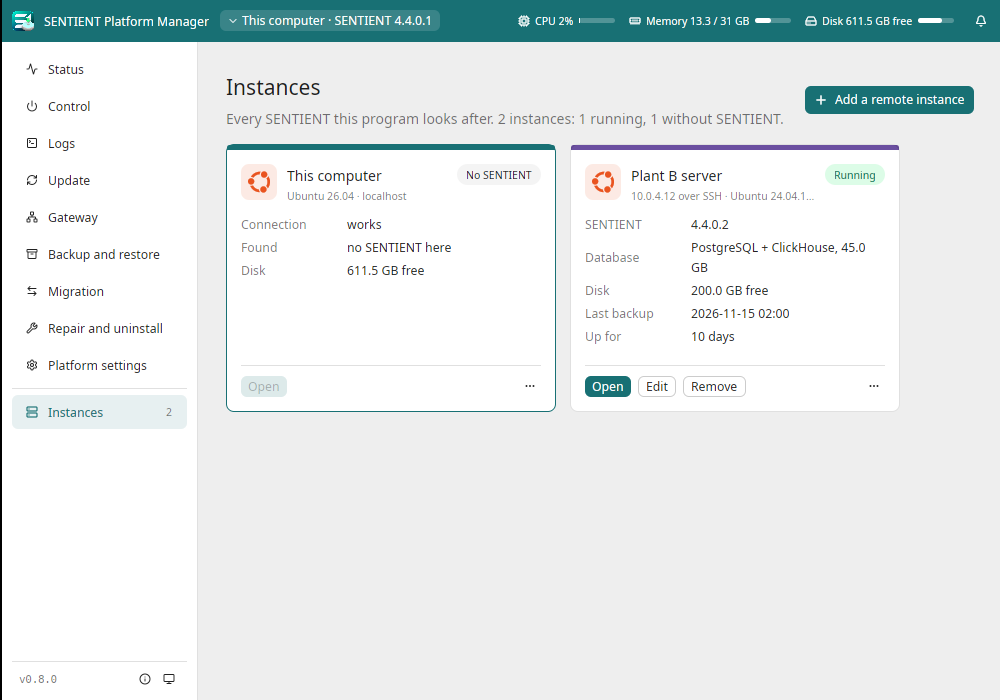 SENTIENT Platform Manager
This computer · SENTIENT 4.4.0.1
CPU 2%
Memory 13.3 / 31 GB
Disk 611.5 GB free
Status
Control
Logs
Update
Gateway
Backup and restore
Migration
Repair and uninstall
Platform settings
Instances 2
v0.8.0
Instances
Every SENTIENT this program looks after. 2 instances: 1 running, 1 without SENTIENT.
+ Add a remote instance
This computer
No SENTIENT
Ubuntu 26.04 · localhost
Connection works
Found no SENTIENT here
Disk 611.5 GB free
Open ···
Plant B server
Running
10.0.4.12 over SSH · Ubuntu 24.04.1...
SENTIENT 4.4.0.2
Database PostgreSQL + ClickHouse, 45.0
GB
Disk 200.0 GB free
Last backup 2026-11-15 02:00
Up for 10 days
Open Edit Remove ···